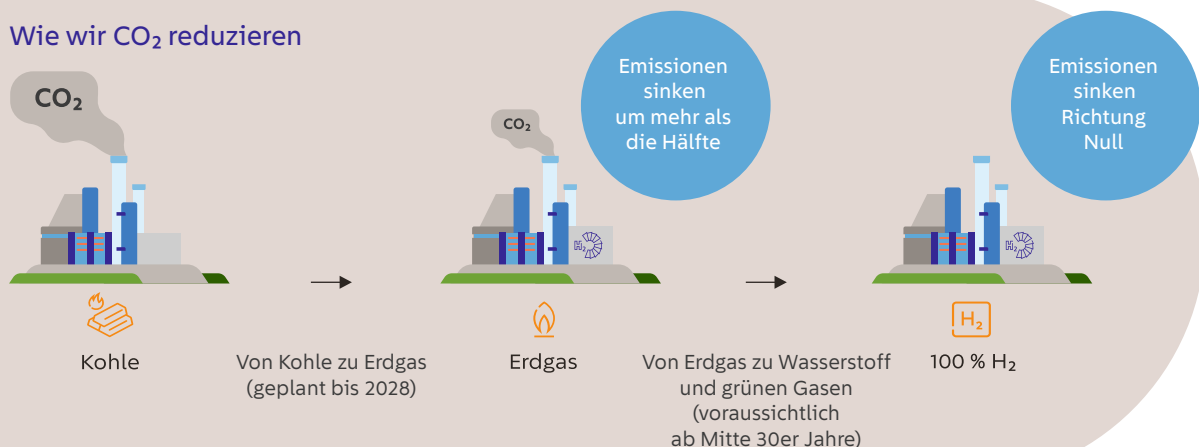 Wie wir CO₂ reduzieren
CO₂
CO₂
Emissionen
sinken
um mehr als
die Hälfte
Emissionen
sinken
Richtung
Null
H₂
H₂
H₂
Kohle
Von Kohle zu Erdgas
(geplant bis 2028)
Erdgas
Von Erdgas zu Wasserstoff
und grünen Gasen
(voraussichtlich
ab Mitte 30er Jahre)
100 % H₂